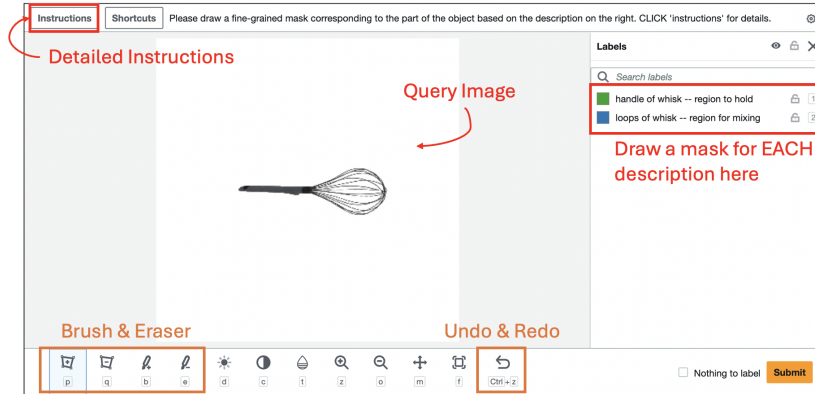 Instructions Shortcuts Please draw a fine-grained mask corresponding to the part of the object based on the description on the right. CLICK 'instructions' for details.
Detailed Instructions
Labels
Search labels
Query Image
handle of whisk -- region to hold 1
loops of whisk -- region for mixing 2
Draw a mask for EACH
description here
Brush & Eraser
Undo & Redo
p q b e d c t z o m f Ctrl + z
Nothing to label Submit